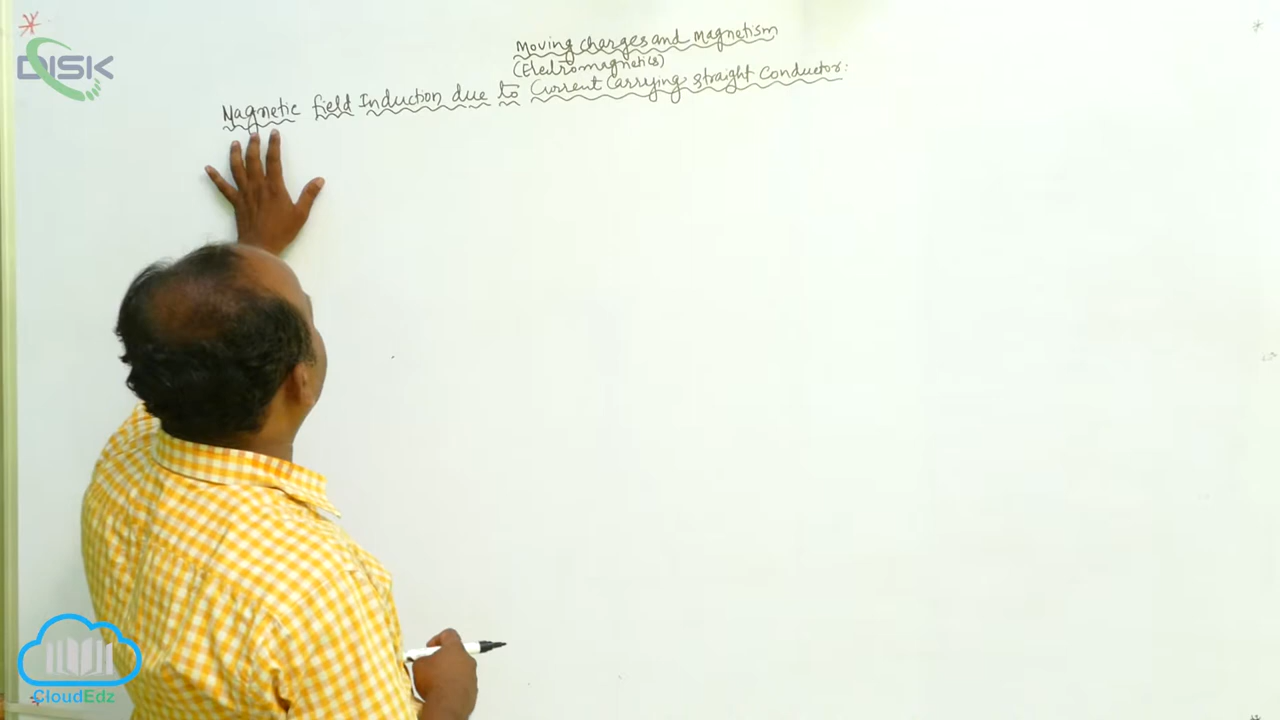 Moving charges and Magnetism
(Electromagnetics)
Magnetic field Induction due to Current Carrying straight Conductor:
DISK
CloudEdz